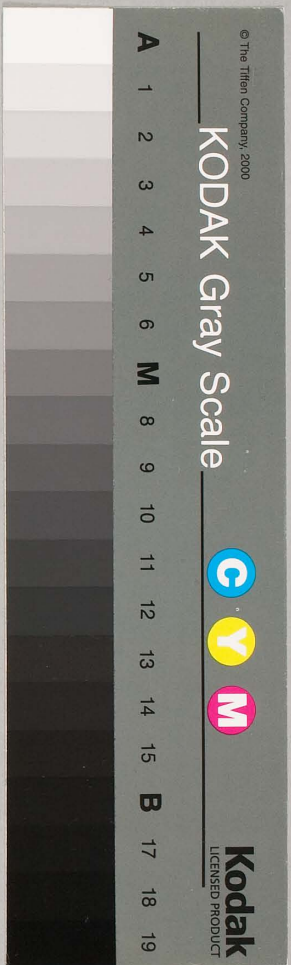 © The Tiffen Company, 2000
KODAK Gray Scale
C Y M
Kodak
LICENSED PRODUCT
A 1 2 3 4 5 6 M 8 9 10 11 12 13 14 15 B 17 18 19